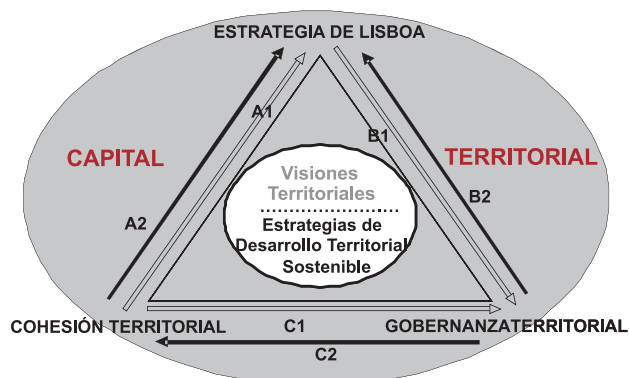 ESTRATEGIA DE LISBOA
A1
B1
CAPITAL
TERRITORIAL
Visiones
Territoriales
A2
B2
Estrategias de
Desarrollo Territorial
Sostenible
COHESIÓN TERRITORIAL
C1
GOBERNANZATERRITORIAL
C2